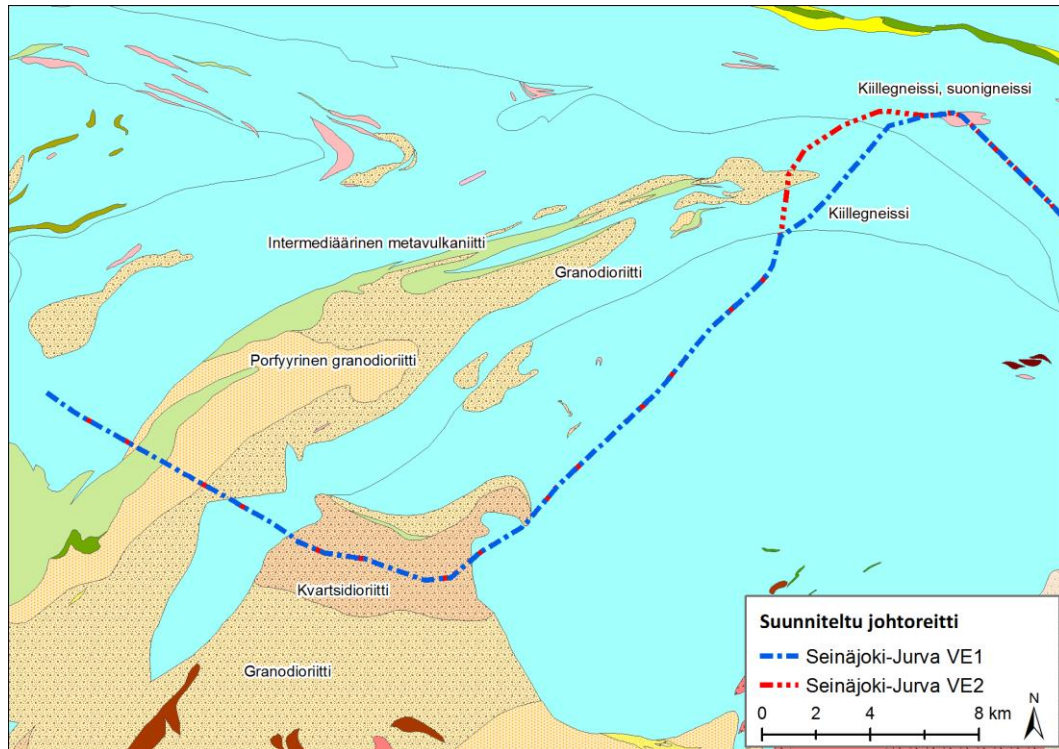 Kiillegneissi, suonigneissi
Kiillegneissi
Intermediäärinen metavulkaniitti
Granodioriitti
Porfyyrinen granodioriitti
Kvartsidioriitti
Granodioriitti
Suunniteltu johtoreitti
Seinäjoki-Jurva VE1
Seinäjoki-Jurva VE2
N
0 2 4 8 km